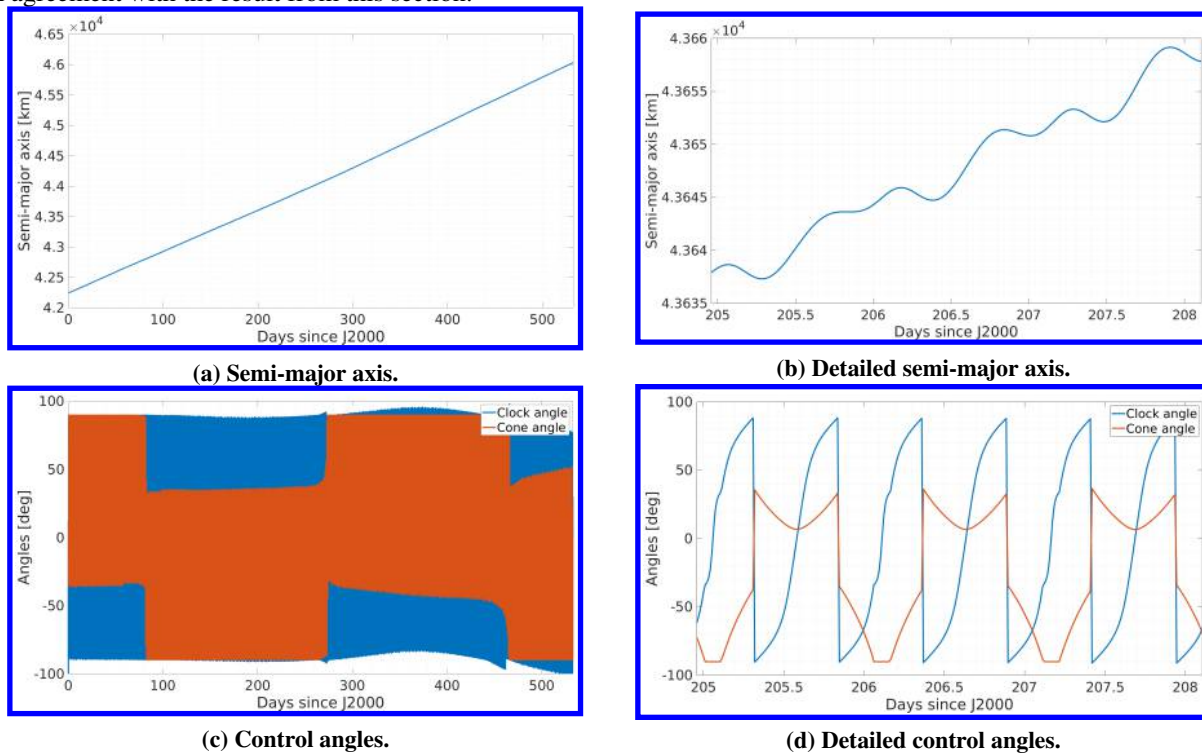 agreement with the result from this section.
×10⁴
4.65
4.6
4.55
4.5
4.45
4.4
4.35
4.3
4.25
4.2
Semi-major axis [km]
0 100 200 300 400 500
Days since J2000
(a) Semi-major axis.
×10⁴
4.366
4.3655
4.365
4.3645
4.364
4.3635
Semi-major axis [km]
205 205.5 206 206.5 207 207.5 208
Days since J2000
(b) Detailed semi-major axis.
100
50
0
-50
-100
Angles [deg]
Clock angle
Cone angle
0 100 200 300 400 500
Days since J2000
(c) Control angles.
100
50
0
-50
-100
Angles [deg]
Clock angle
Cone angle
205 205.5 206 206.5 207 207.5 208
Days since J2000
(d) Detailed control angles.